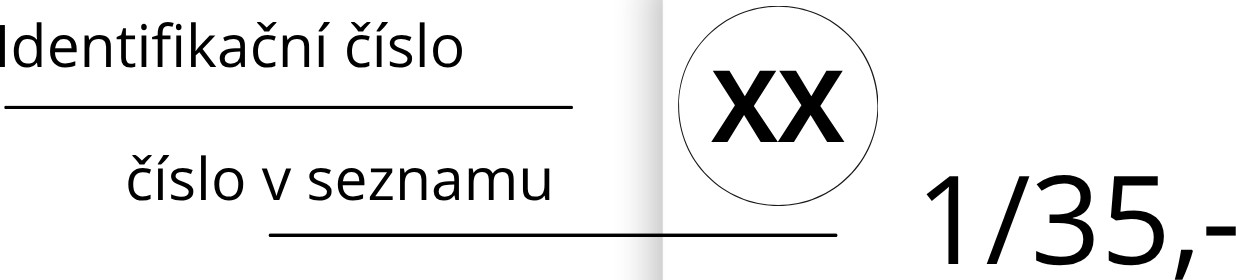 Identifikační číslo
XX
číslo v seznamu
1/35,-